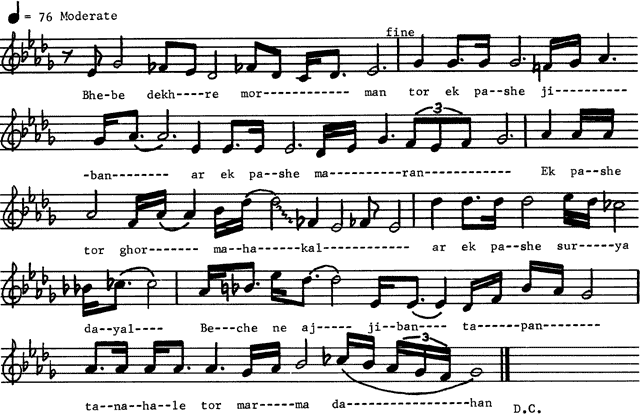 = 76 Moderate
fine
Bhe-be dekh----re mor------------- man tor ek pa--she ji----------
-ban-------- ar ek pa--she ma------ran-------------- Ek pa--she
3
tor ghor------- ma--ha---kal------------- ar ek pa--she sur---ya
da--yal---- Be---che ne aj---- ji-ban--- ta---pan--------
ta--na--ha--le tor mar---ma da------------han
3
D.C.